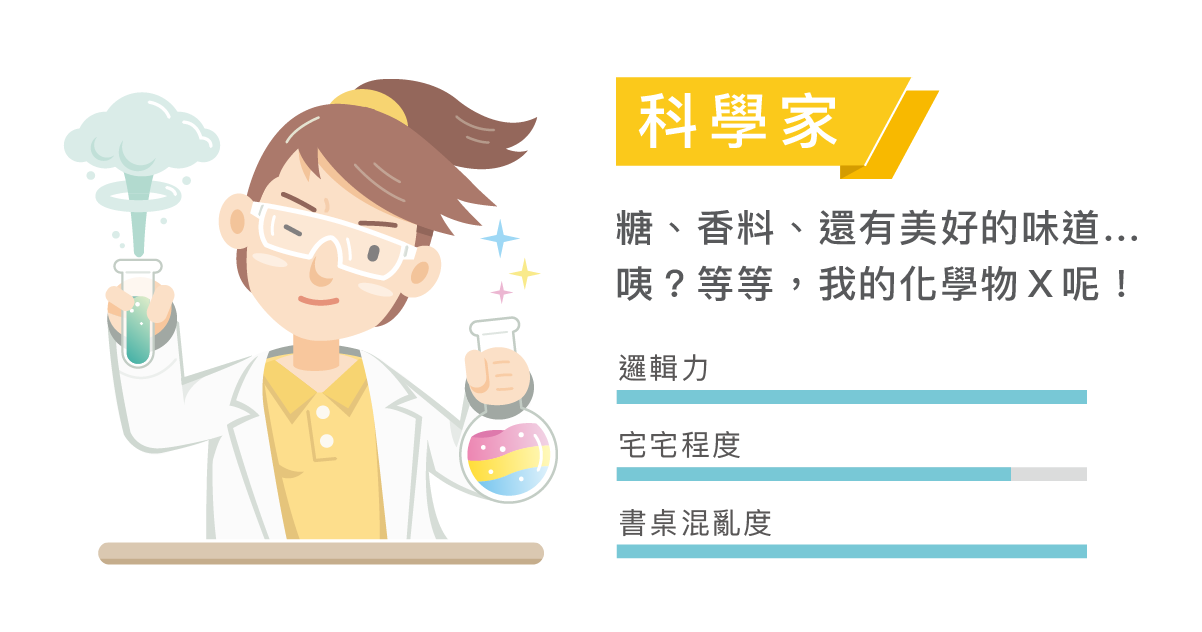 科學家
糖、香料、還有美好的味道...
咦？等等，我的化學物X呢！
邏輯力
宅宅程度
書桌混亂度